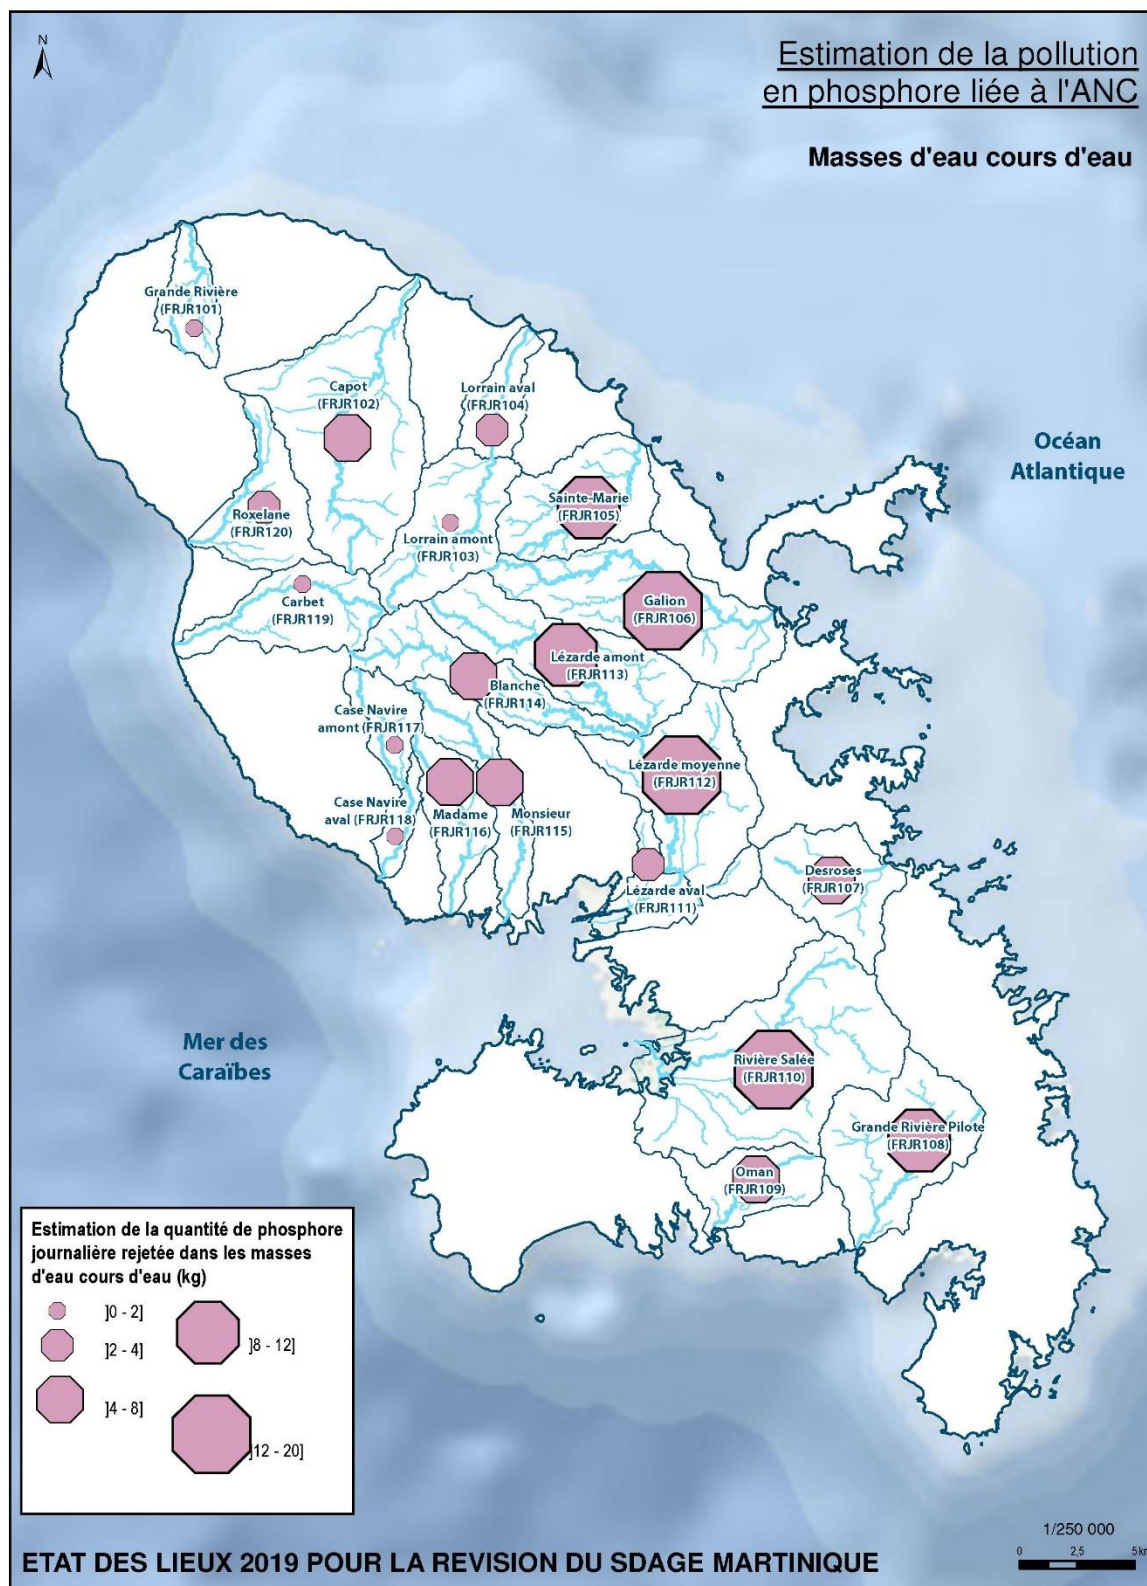 N
Estimation de la pollution
en phosphore liée à l'ANC
Masses d'eau cours d'eau
Grande Rivière
(FRJR101)
Capot
(FRJR102)
Lorrain aval
(FRJR104)
Océan
Atlantique
Sainte-Marie
(FRJR105)
Roxelane
(FRJR120)
Lorrain amont
(FRJR103)
Carbet
(FRJR119)
Galion
(FRJR106)
Lézarde amont
(FRJR113)
Blanche
(FRJR114)
Case Navire
amont (FRJR117)
Lézarde moyenne
(FRJR112)
Case Navire
aval (FRJR118)
Madame
(FRJR116)
Monsieur
(FRJR115)
Desroses
(FRJR107)
Lézarde aval
(FRJR111)
Mer des
Caraïbes
Rivière Salée
(FRJR110)
Grande Rivière Pilote
(FRJR108)
Oman
(FRJR109)
Estimation de la quantité de phosphore
journalière rejetée dans les masses
d'eau cours d'eau (kg)
]0 - 2]
]2 - 4]
]4 - 8]
]8 - 12]
]12 - 20]
1/250 000
0 2,5 5km
ETAT DES LIEUX 2019 POUR LA REVISION DU SDAGE MARTINIQUE